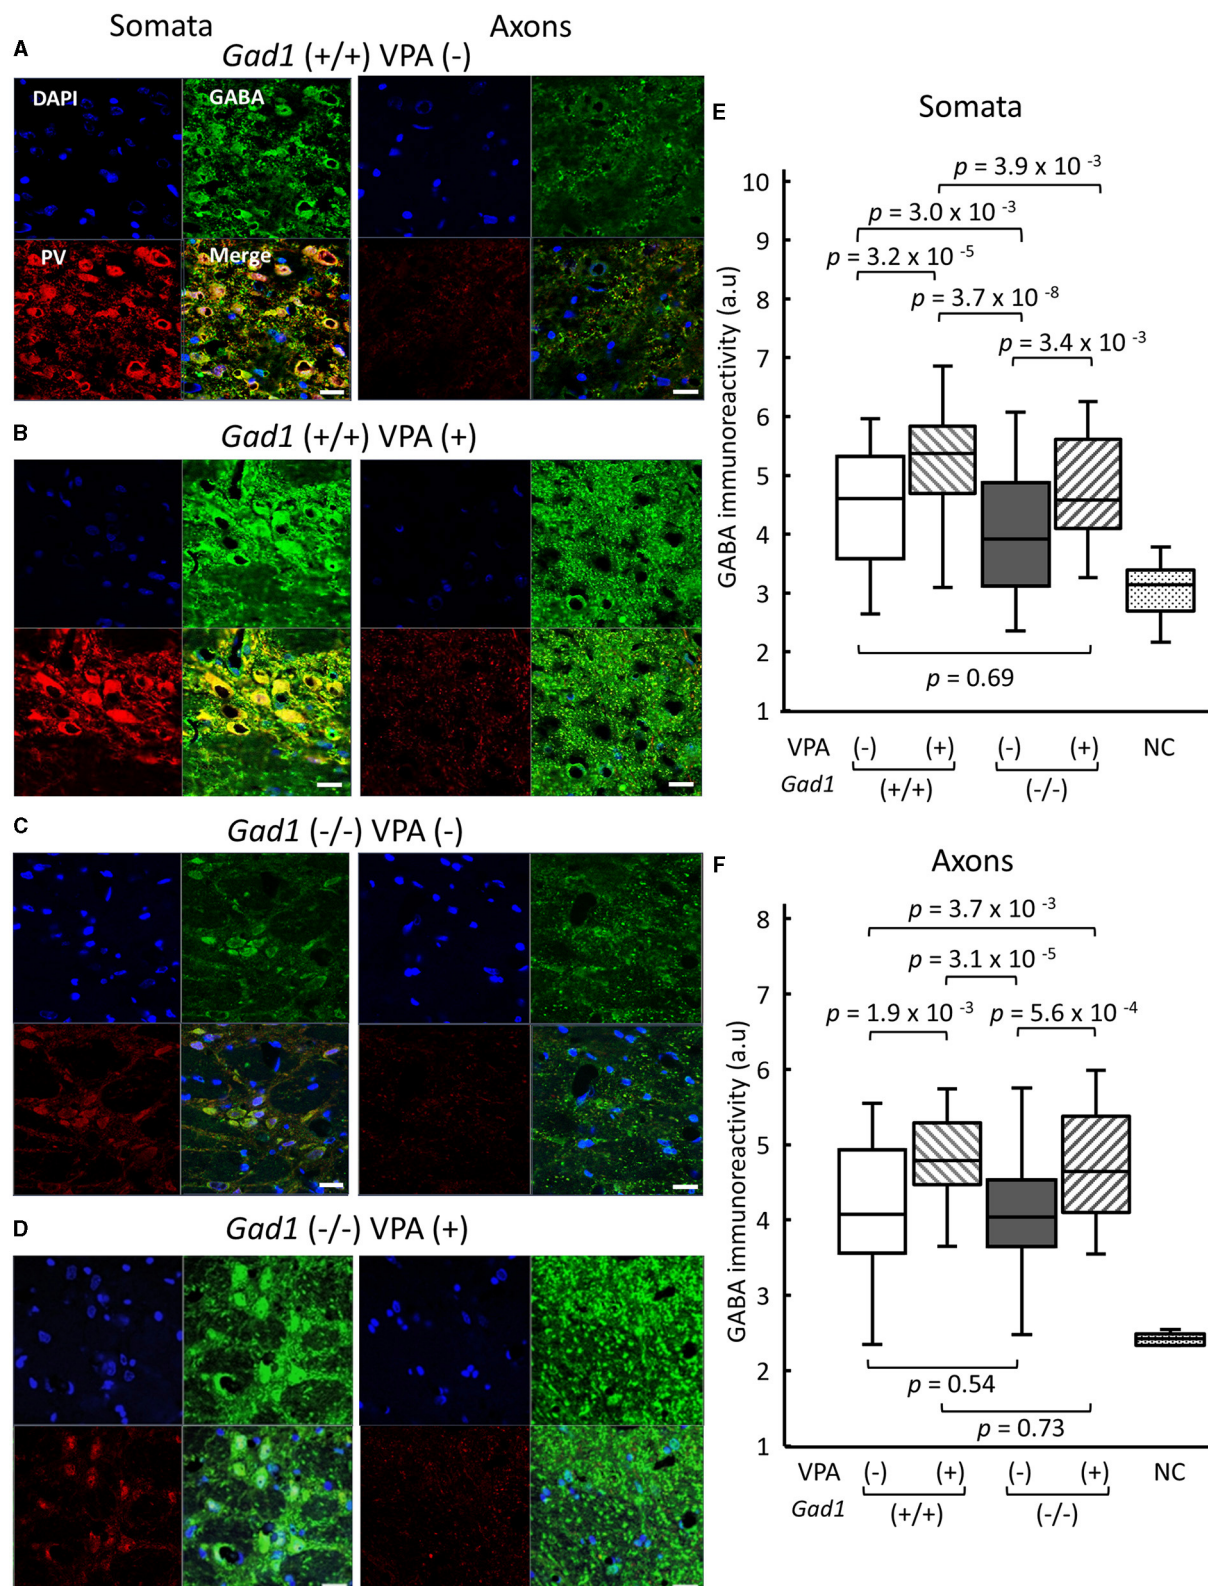 Somata Axons
A
Gad1 (+/+) VPA (-)
DAPI GABA
PV Merge
B
Gad1 (+/+) VPA (+)
C
Gad1 (-/-) VPA (-)
D
Gad1 (-/-) VPA (+)
E
Somata
GABA immunoreactivity (a.u)
10
9
8
7
6
5
4
3
2
1
p = 3.9 x 10 -3
p = 3.0 x 10 -3
p = 3.2 x 10 -5
p = 3.7 x 10 -8
p = 3.4 x 10 -3
p = 0.69
VPA (-) (+) (-) (+) NC
Gad1 (+/+) (-/-)
F
Axons
GABA immunoreactivity (a.u)
8
7
6
5
4
3
2
1
p = 3.7 x 10 -3
p = 3.1 x 10 -5
p = 1.9 x 10 -3 p = 5.6 x 10 -4
p = 0.54
p = 0.73
VPA (-) (+) (-) (+) NC
Gad1 (+/+) (-/-)